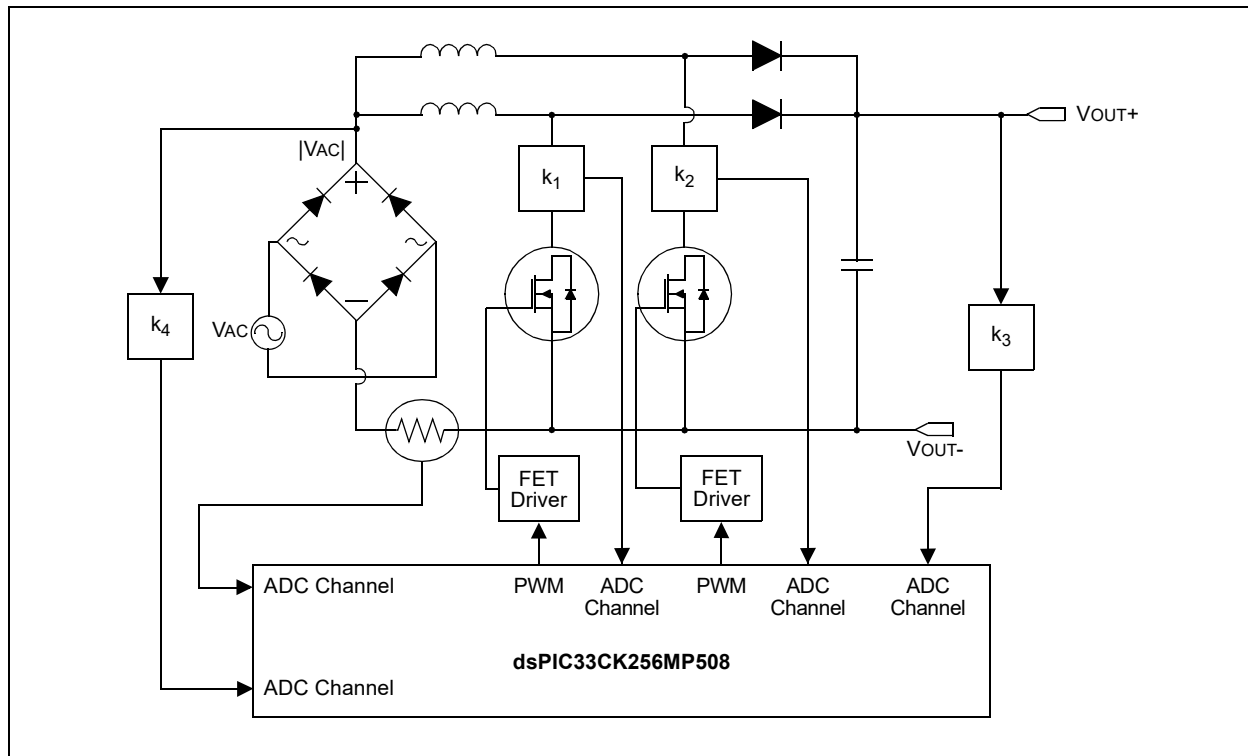 VOUT+
|VAC|
+
k1
k2
k4
VAC
k3
−
VOUT-
FET
Driver
FET
Driver
ADC Channel
PWM
ADC
Channel
PWM
ADC
Channel
ADC
Channel
dsPIC33CK256MP508
ADC Channel